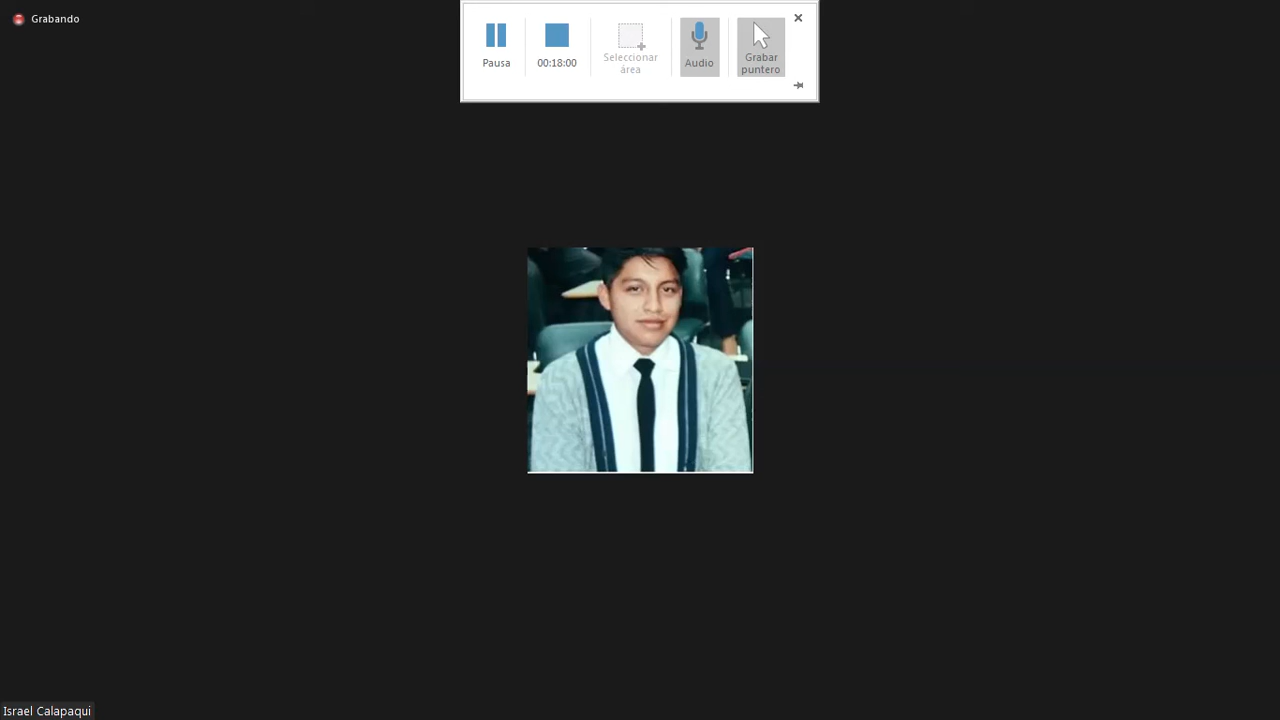 Grabando
Pausa
00:18:00
Seleccionar
área
Audio
Grabar
puntero
Israel Calapaqui